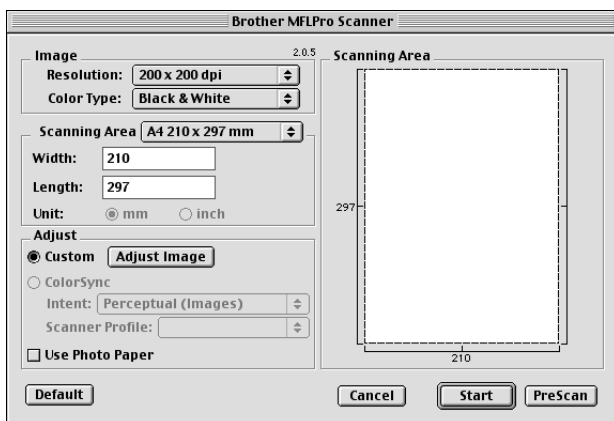 Brother MFLPro Scanner
Image
2.0.5
Resolution: 200 x 200 dpi
Color Type: Black & White
Scanning Area A4 210 x 297 mm
Width: 210
Length: 297
Unit: mm inch
Adjust
Custom Adjust Image
ColorSync
Intent: Perceptual (Images)
Scanner Profile:
Use Photo Paper
Scanning Area
297
210
Default Cancel Start PreScan